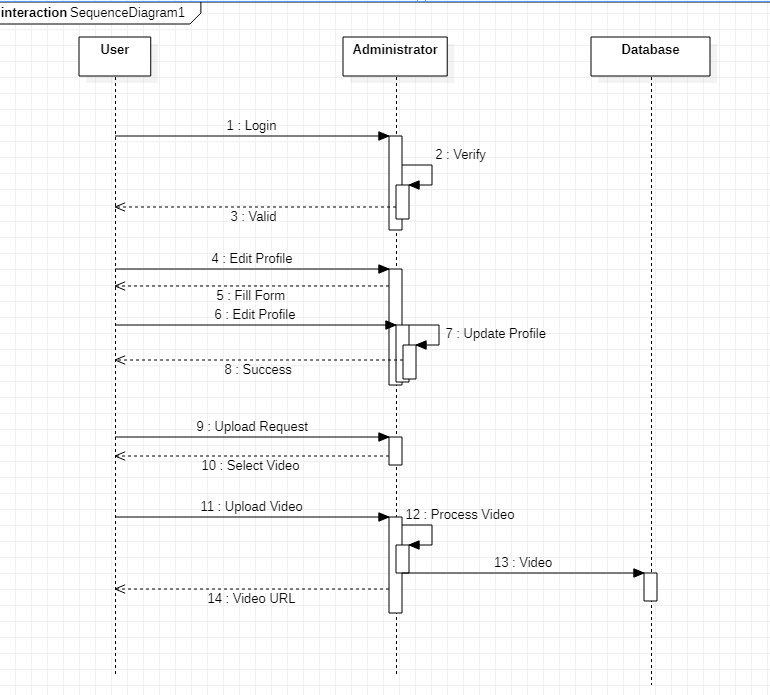 interaction SequenceDiagram1
User
Administrator
Database
1 : Login
2 : Verify
3 : Valid
4 : Edit Profile
5 : Fill Form
6 : Edit Profile
7 : Update Profile
8 : Success
9 : Upload Request
10 : Select Video
11 : Upload Video
12 : Process Video
13 : Video
14 : Video URL